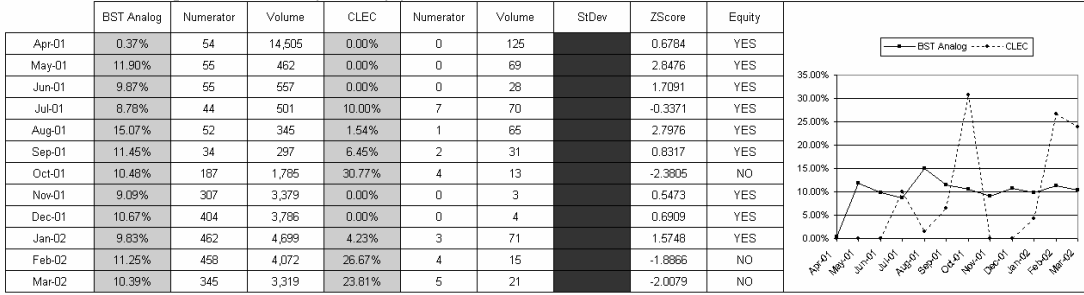 BST Analog Numerator Volume CLEC Numerator Volume StDev ZScore Equity
Apr-01 0.37% 54 14,505 0.00% 0 125 0.6784 YES
May-01 11.90% 55 462 0.00% 0 69 2.8476 YES
Jun-01 9.87% 55 557 0.00% 0 28 1.7091 YES
Jul-01 8.78% 44 501 10.00% 7 70 -0.3371 YES
Aug-01 15.07% 52 345 1.54% 1 65 2.7976 YES
Sep-01 11.45% 34 297 6.45% 2 31 0.8317 YES
Oct-01 10.48% 187 1,785 30.77% 4 13 -2.3805 NO
Nov-01 9.09% 307 3,379 0.00% 0 3 0.5473 YES
Dec-01 10.67% 404 3,786 0.00% 0 4 0.6909 YES
Jan-02 9.83% 462 4,699 4.23% 3 71 1.5748 YES
Feb-02 11.25% 458 4,072 26.67% 4 15 -1.8866 NO
Mar-02 10.39% 345 3,319 23.81% 5 21 -2.0079 NO
BST Analog CLEC
35.00%
30.00%
25.00%
20.00%
15.00%
10.00%
5.00%
0.00%
Apr-01 May-01 Jun-01 Jul-01 Aug-01 Sep-01 Oct-01 Nov-01 Dec-01 Jan-02 Feb-02 Mar-02